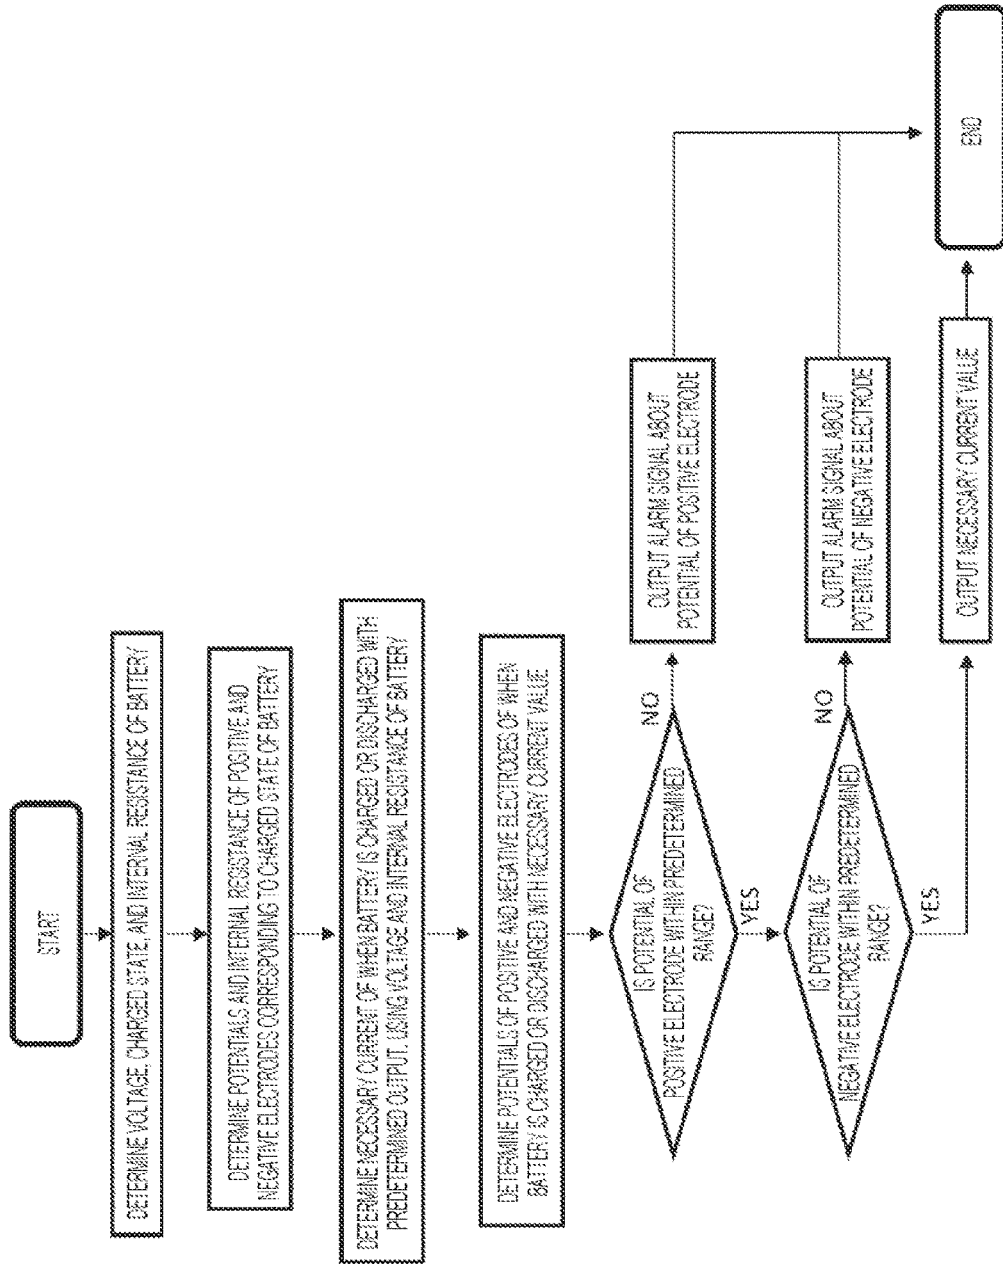 START
DETERMINE VOLTAGE, CHARGED STATE, AND INTERNAL RESISTANCE OF BATTERY
DETERMINE POTENTIALS AND INTERNAL RESISTANCE OF POSITIVE AND
NEGATIVE ELECTRODES CORRESPONDING TO CHARGED STATE OF BATTERY
DETERMINE NECESSARY CURRENT OF WHEN BATTERY IS CHARGED OR DISCHARGED WITH
PREDETERMINED OUTPUT, USING VOLTAGE AND INTERNAL RESISTANCE OF BATTERY
DETERMINE POTENTIALS OF POSITIVE AND NEGATIVE ELECTRODES OF WHEN
BATTERY IS CHARGED OR DISCHARGED WITH NECESSARY CURRENT VALUE
IS POTENTIAL OF
POSITIVE ELECTRODE WITHIN PREDETERMINED
RANGE?
NO
OUTPUT ALARM SIGNAL ABOUT
POTENTIAL OF POSITIVE ELECTRODE
YES
IS POTENTIAL OF
NEGATIVE ELECTRODE WITHIN PREDETERMINED
RANGE?
NO
OUTPUT ALARM SIGNAL ABOUT
POTENTIAL OF NEGATIVE ELECTRODE
YES
OUTPUT NECESSARY CURRENT VALUE
END